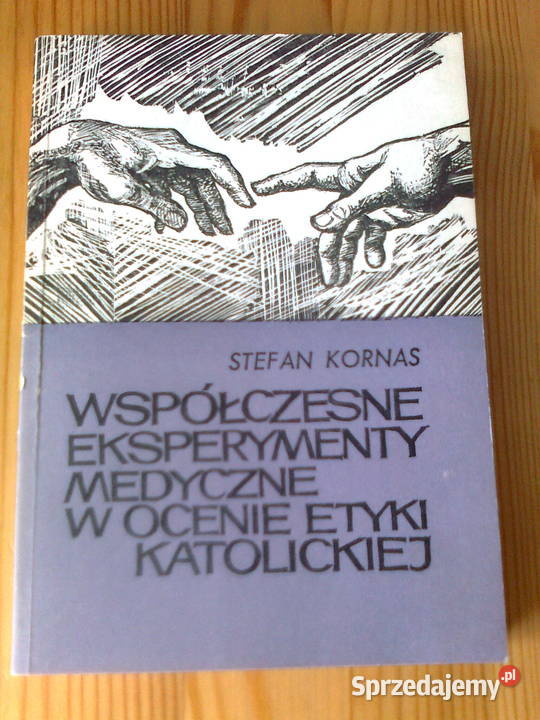 STEFAN KORNAS
WSPÓŁCZESNE
EKSPERYMENTY
MEDYCZNE
W OCENIE ETYKI
KATOLICKIEJ
Sprzedajemy.pl